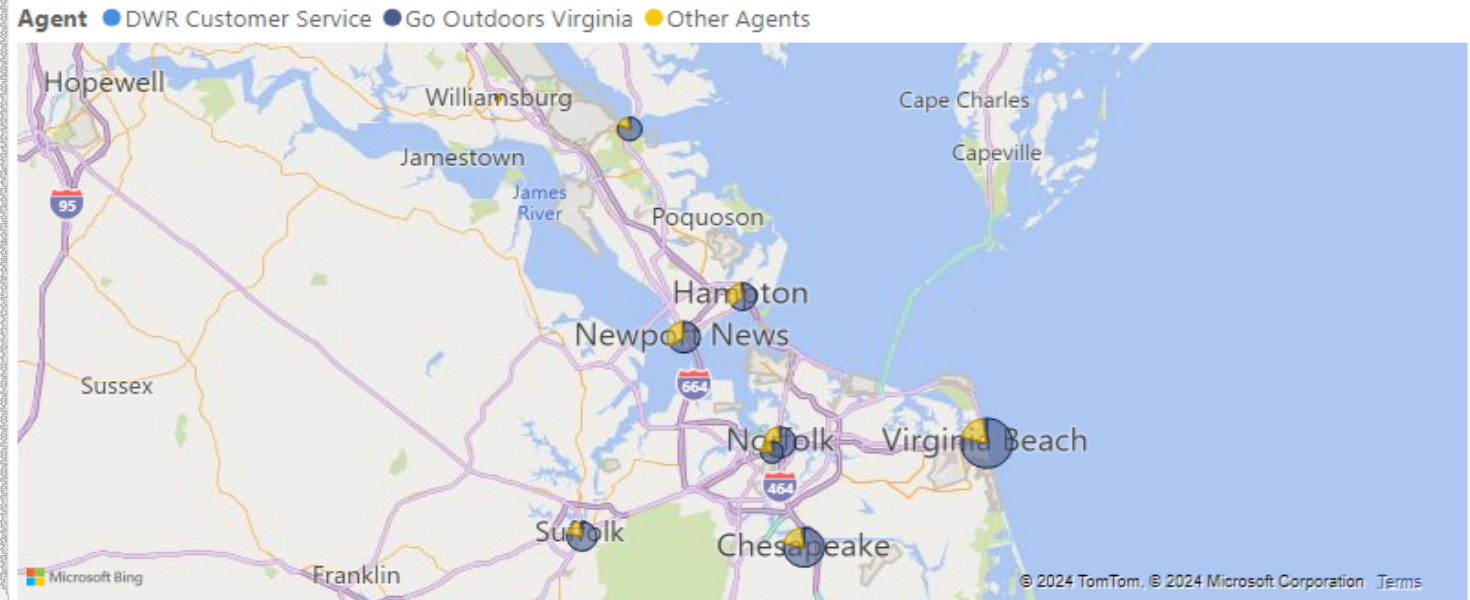 Agent DWR Customer Service Go Outdoors Virginia Other Agents
Hopewell
Williamsburg
Cape Charles
Jamestown
Capeville
James
River
95
Poquoson
Hampton
Newport News
664
Sussex
Norfolk
Virginia Beach
464
Suffolk
Chesapeake
Franklin
Microsoft Bing
© 2024 TomTom, © 2024 Microsoft Corporation Terms